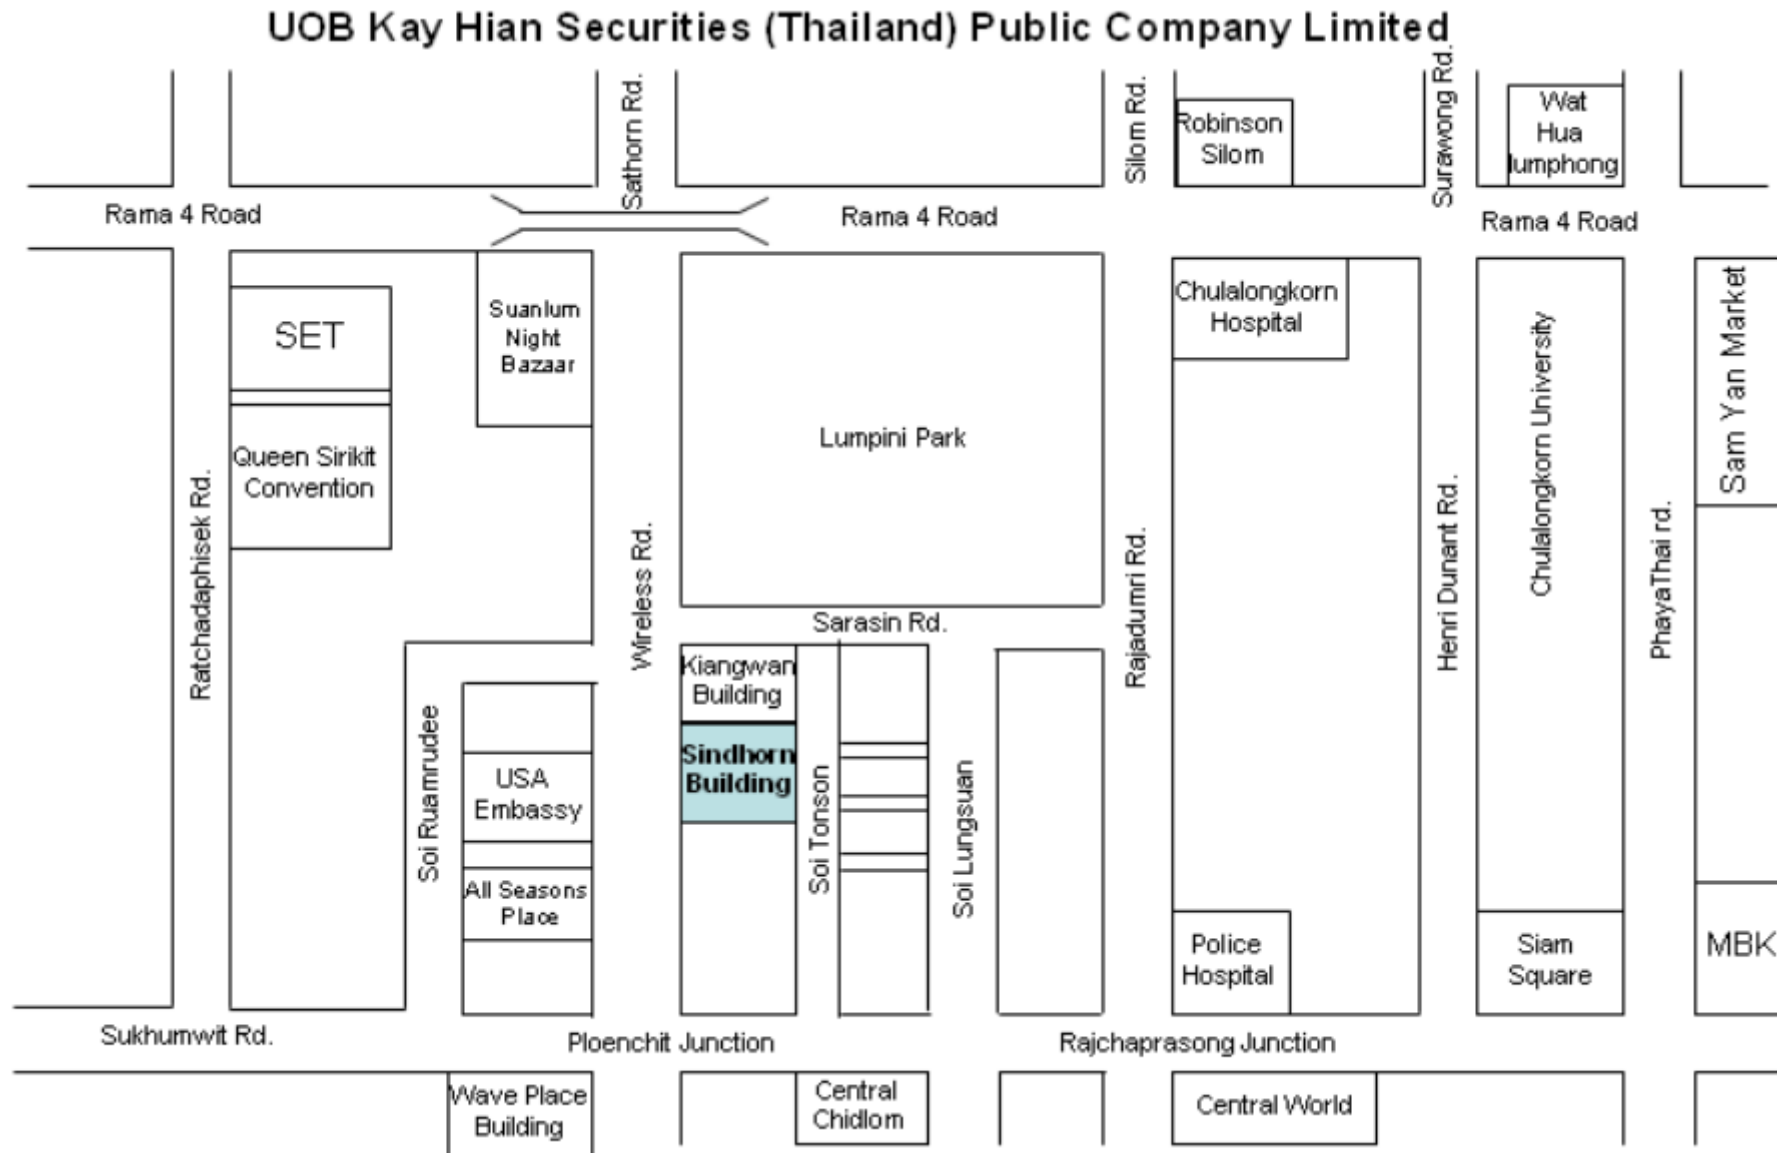 UOB Kay Hian Securities (Thailand) Public Company Limited
Sathorn Rd.
Silom Rd.
Robinson
Silom
Surawong Rd.
Wat
Hua
lumphong
Rama 4 Road
Rama 4 Road
Rama 4 Road
SET
Suanlum
Night
Bazaar
Chulalongkorn
Hospital
Sam Yan Market
Chulalongkorn University
Lumpini Park
Queen Sirikit
Convention
Ratchadaphisek Rd.
Wireless Rd.
Rajadumri Rd.
Henri Dunant Rd.
PhayaThai rd.
Sarasin Rd.
Kiangwan
Building
Sindhorn
Building
Soi Ruamrudee
USA
Embassy
Soi Tonson
Soi Lungsuan
All Seasons
Place
Police
Hospital
Siam
Square
MBK
Sukhumwit Rd.
Ploenchit Junction
Rajchaprasong Junction
Wave Place
Building
Central
Chidlom
Central World